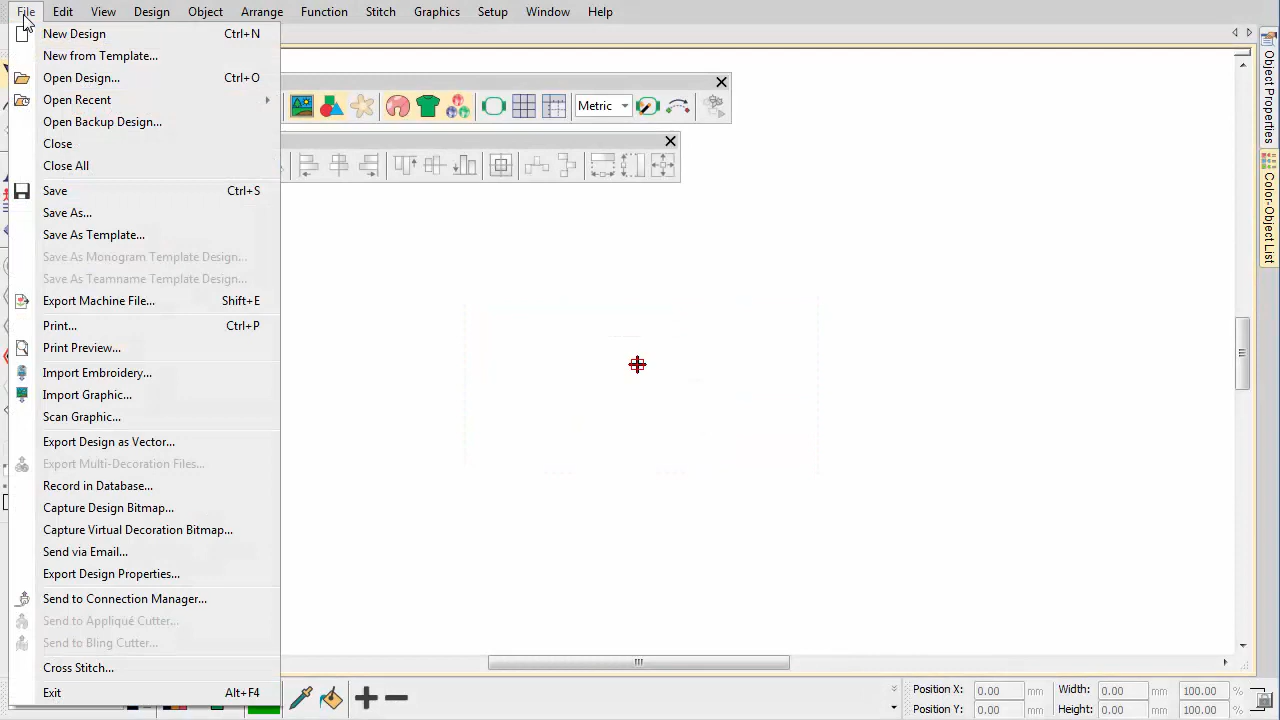 File Edit View Design Object Arrange Function Stitch Graphics Setup Window Help
New Design Ctrl+N
New from Template...
Open Design... Ctrl+O
Open Recent
Open Backup Design...
Close
Close All
Save Ctrl+S
Save As...
Save As Template...
Save As Monogram Template Design...
Save As Teamname Template Design...
Export Machine File... Shift+E
Print... Ctrl+P
Print Preview...
Import Embroidery...
Import Graphic...
Scan Graphic...
Export Design as Vector...
Export Multi-Decoration Files...
Record in Database...
Capture Design Bitmap...
Capture Virtual Decoration Bitmap...
Send via Email...
Export Design Properties...
Send to Connection Manager...
Send to Appliqué Cutter...
Send to Bling Cutter...
Cross Stitch...
Exit Alt+F4
Metric
Object Properties
Color-Object List
Position X: 0.00 mm Width: 0.00 mm 100.00 %
Position Y: 0.00 mm Height: 0.00 mm 100.00 %